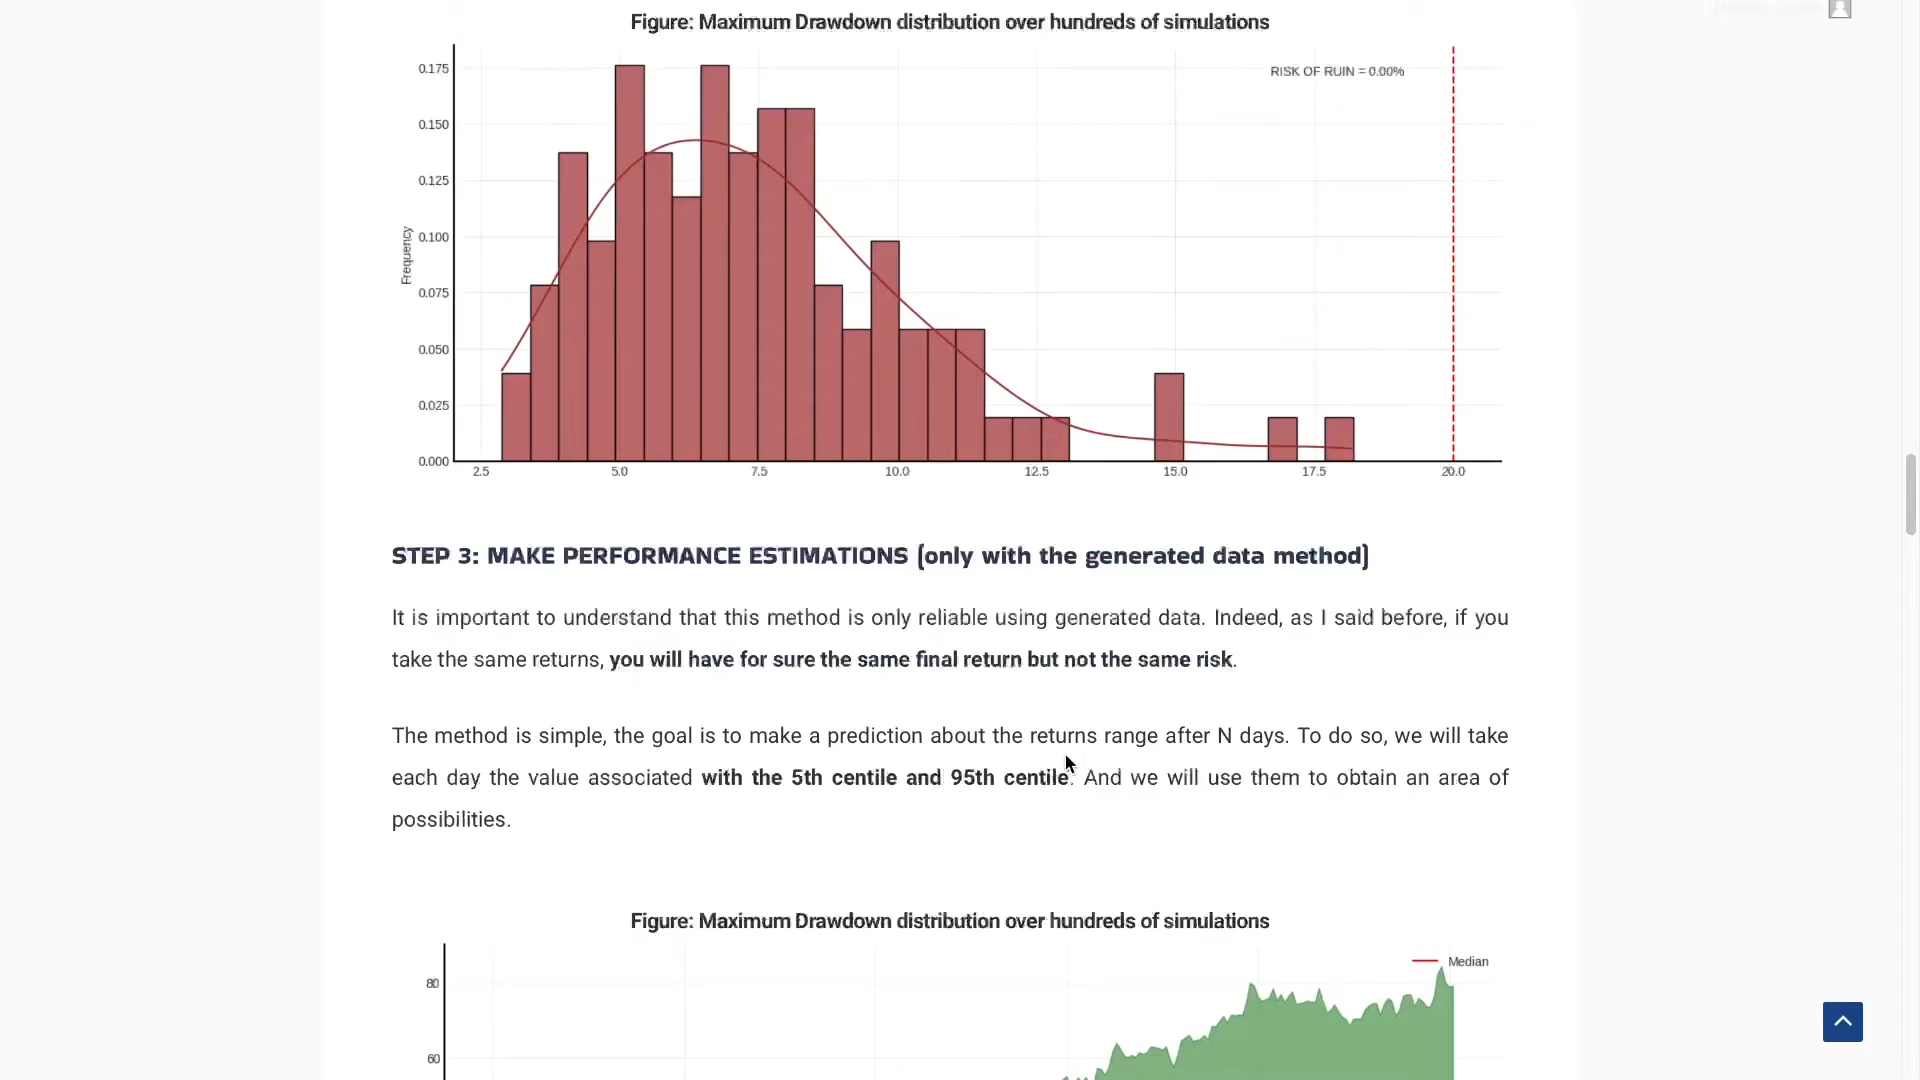 Figure: Maximum Drawdown distribution over hundreds of simulations
RISK OF RUIN = 0.00%
0.175
0.150
0.125
0.100
0.075
0.050
0.025
0.000
Frequency
2.5 5.0 7.5 10.0 12.5 15.0 17.5 20.0
STEP 3: MAKE PERFORMANCE ESTIMATIONS (only with the generated data method)
It is important to understand that this method is only reliable using generated data. Indeed, as I said before, if you
take the same returns, you will have for sure the same final return but not the same risk.
The method is simple, the goal is to make a prediction about the returns range after N days. To do so, we will take
each day the value associated with the 5th centile and 95th centile. And we will use them to obtain an area of
possibilities.
Figure: Maximum Drawdown distribution over hundreds of simulations
Median
80
60